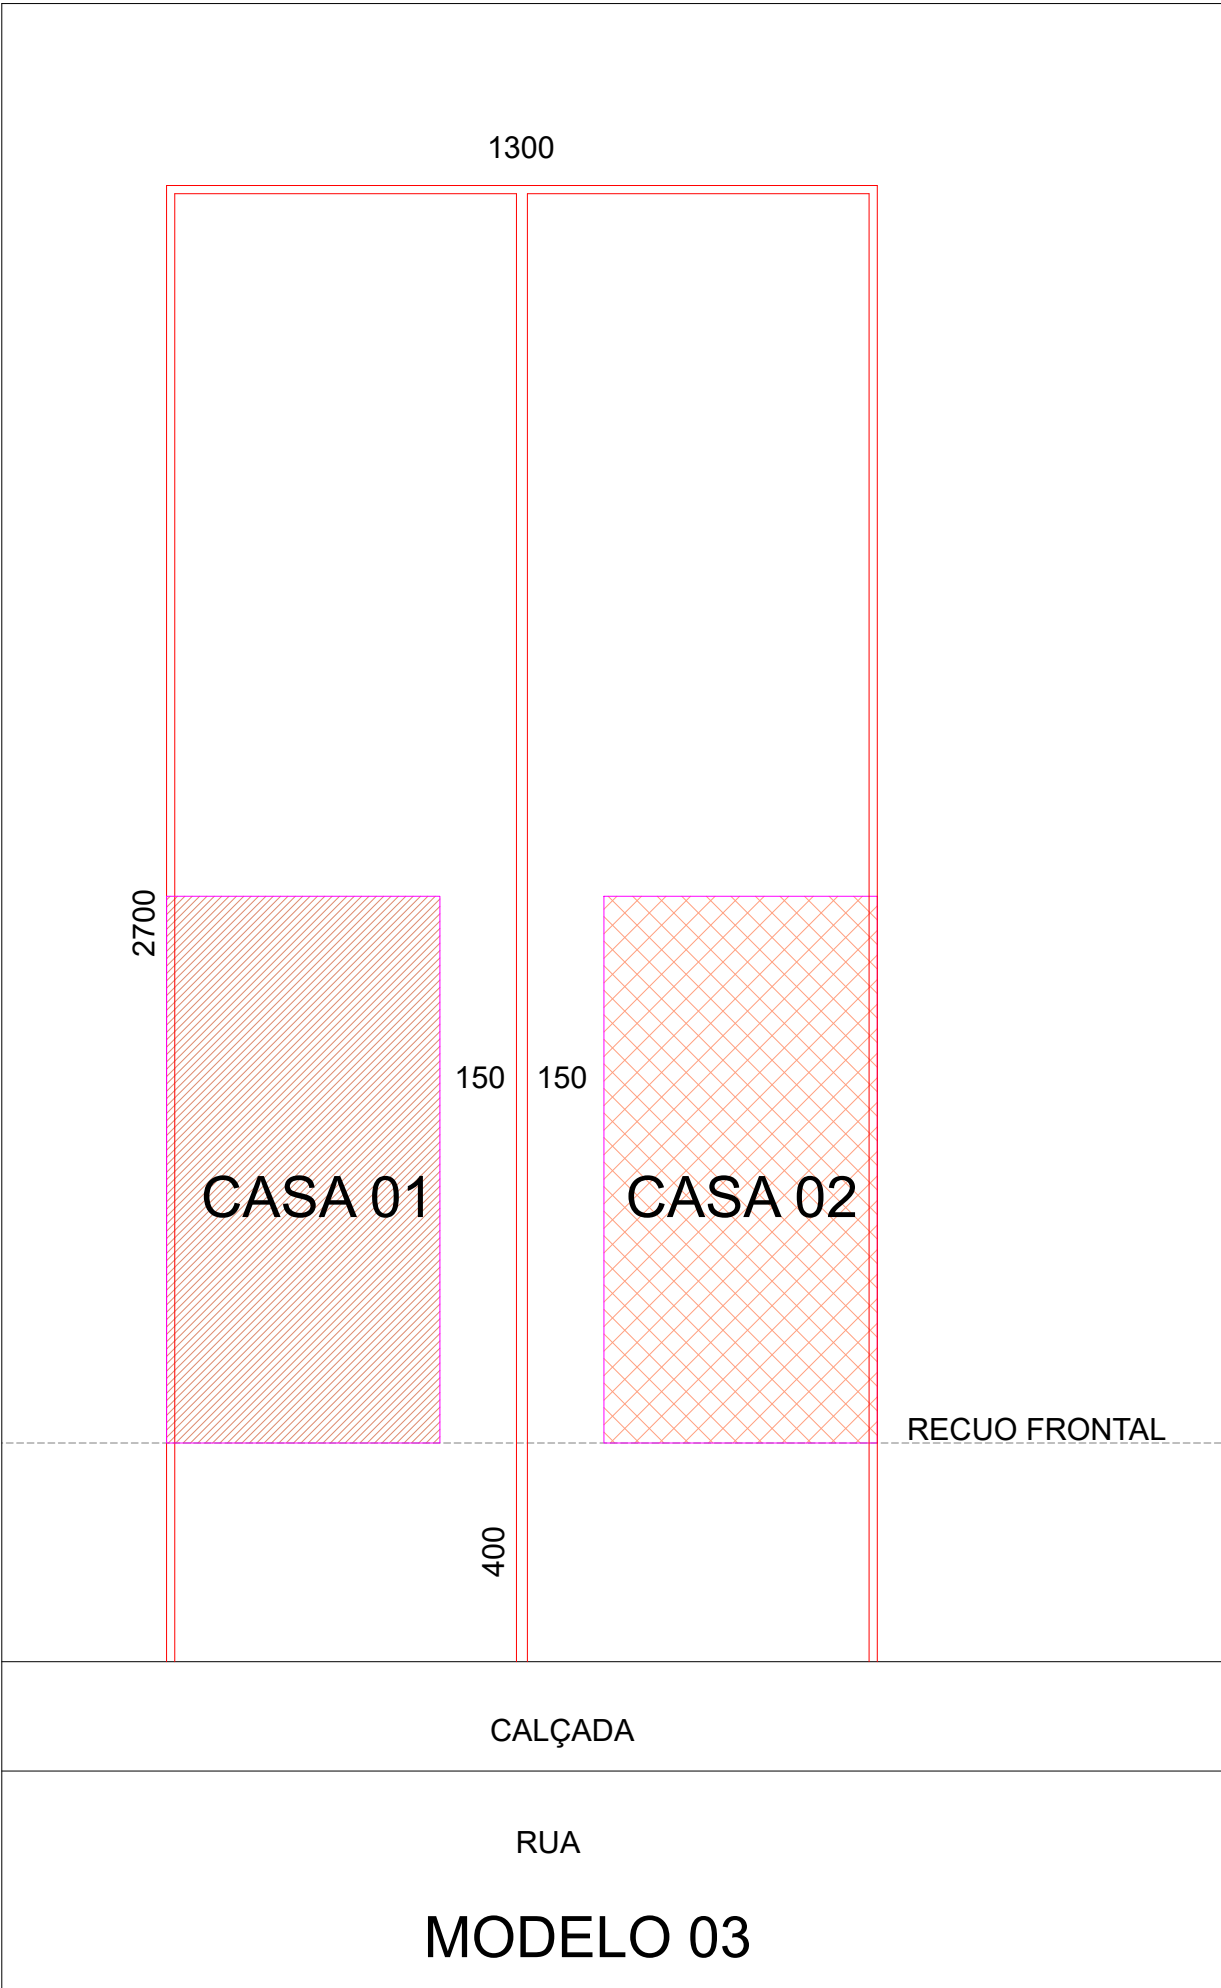 1300
2700
150 150
CASA 01 CASA 02
RECUO FRONTAL
400
CALÇADA
RUA
MODELO 03